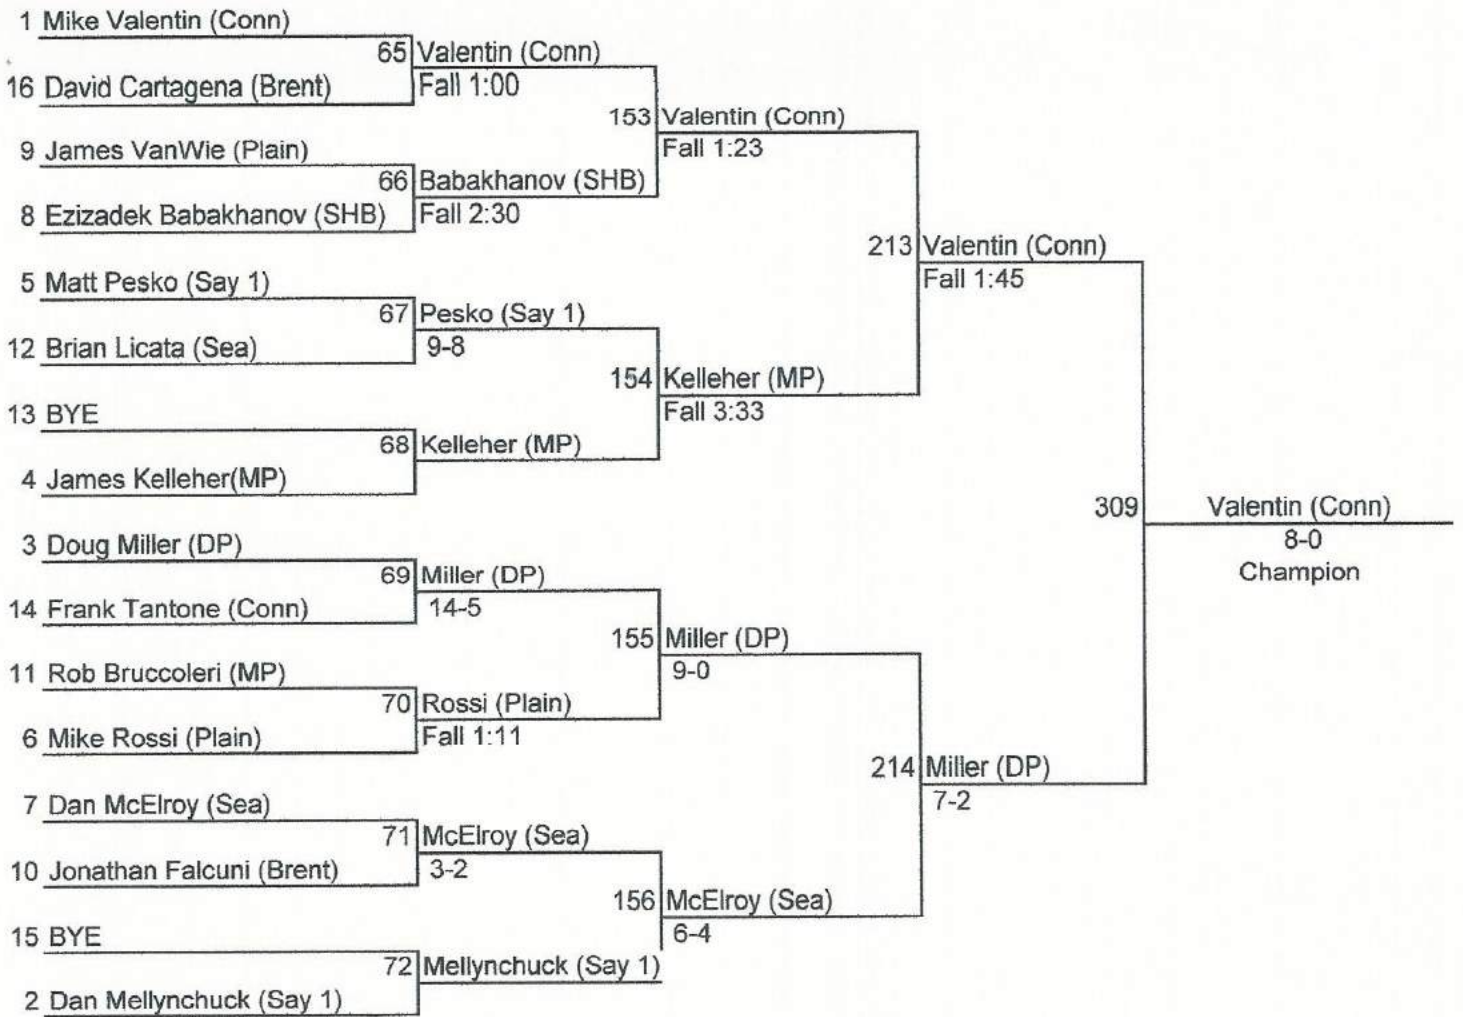 1 Mike Valentin (Conn)
65 Valentin (Conn)
16 David Cartagena (Brent)
Fall 1:00
153 Valentin (Conn)
Fall 1:23
9 James VanWie (Plain)
66 Babakhanov (SHB)
8 Ezizadek Babakhanov (SHB)
Fall 2:30
213 Valentin (Conn)
Fall 1:45
5 Matt Pesko (Say 1)
67 Pesko (Say 1)
12 Brian Licata (Sea)
9-8
154 Kelleher (MP)
Fall 3:33
13 BYE
68 Kelleher (MP)
4 James Kelleher(MP)
309 Valentin (Conn)
8-0
Champion
3 Doug Miller (DP)
69 Miller (DP)
14 Frank Tantone (Conn)
14-5
155 Miller (DP)
9-0
11 Rob Bruccoleri (MP)
70 Rossi (Plain)
6 Mike Rossi (Plain)
Fall 1:11
214 Miller (DP)
7-2
7 Dan McElroy (Sea)
71 McElroy (Sea)
10 Jonathan Falcuni (Brent)
3-2
156 McElroy (Sea)
6-4
15 BYE
72 Mellynchuck (Say 1)
2 Dan Mellynchuck (Say 1)